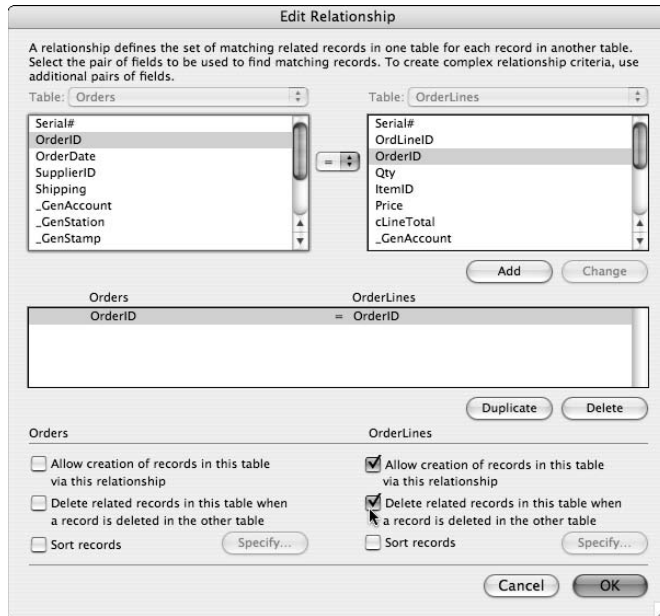 Edit Relationship
A relationship defines the set of matching related records in one table for each record in another table.
Select the pair of fields to be used to find matching records. To create complex relationship criteria, use
additional pairs of fields.
Table: Orders
Table: OrderLines
Serial#
OrderID
OrderDate
SupplierID
Shipping
_GenAccount
_GenStation
_GenStamp
=
Serial#
OrdLineID
OrderID
Qty
ItemID
Price
cLineTotal
_GenAccount
Add
Change
Orders OrderLines
OrderID = OrderID
Duplicate
Delete
Orders
Allow creation of records in this table
via this relationship
Delete related records in this table when
a record is deleted in the other table
Sort records
Specify...
OrderLines
Allow creation of records in this table
via this relationship
Delete related records in this table when
a record is deleted in the other table
Sort records
Specify...
Cancel
OK